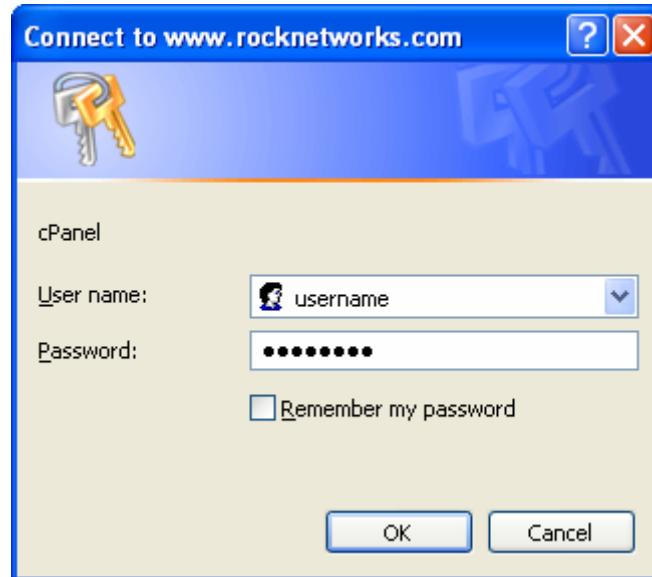 Connect to www.rocknetworks.com
cPanel
User name: username
Password: ●●●●●●●●
Remember my password
OK Cancel